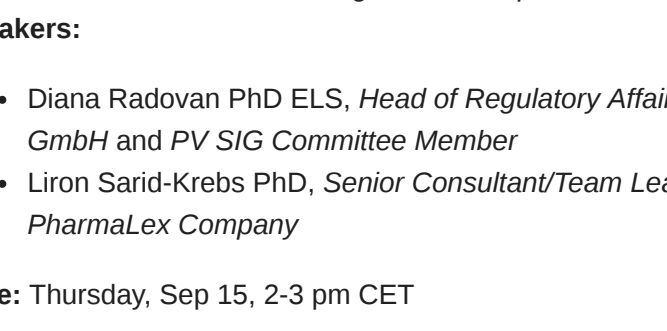 akers:
• Diana Radovan PhD ELS, Head of Regulatory Affai
GmbH and PV SIG Committee Member
• Liron Sarid-Krebs PhD, Senior Consultant/Team Lea
PharmaLex Company
e: Thursday, Sep 15, 2-3 pm CET